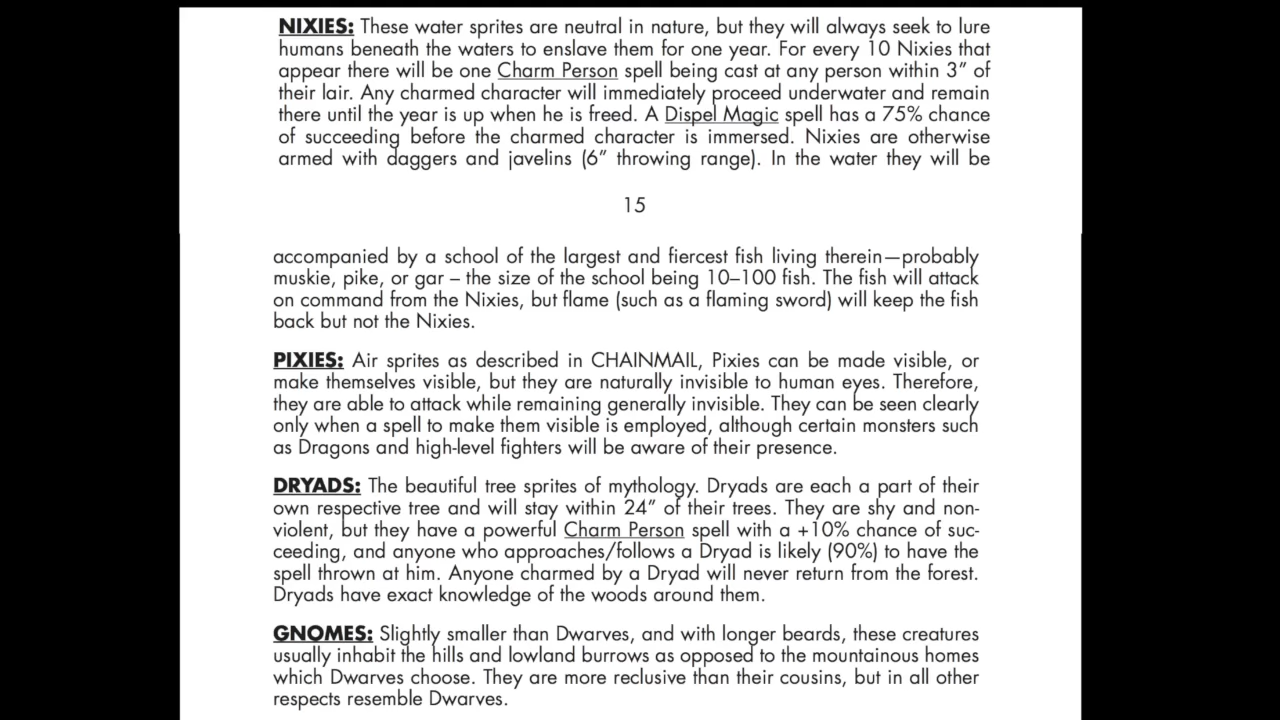 NIXIES: These water sprites are neutral in nature, but they will always seek to lure
humans beneath the waters to enslave them for one year. For every 10 Nixies that
appear there will be one Charm Person spell being cast at any person within 3” of
their lair. Any charmed character will immediately proceed underwater and remain
there until the year is up when he is freed. A Dispel Magic spell has a 75% chance
of succeeding before the charmed character is immersed. Nixies are otherwise
armed with daggers and javelins (6” throwing range). In the water they will be
15
accompanied by a school of the largest and fiercest fish living therein—probably
muskie, pike, or gar – the size of the school being 10–100 fish. The fish will attack
on command from the Nixies, but flame (such as a flaming sword) will keep the fish
back but not the Nixies.
PIXIES: Air sprites as described in CHAINMAIL, Pixies can be made visible, or
make themselves visible, but they are naturally invisible to human eyes. Therefore,
they are able to attack while remaining generally invisible. They can be seen clearly
only when a spell to make them visible is employed, although certain monsters such
as Dragons and high-level fighters will be aware of their presence.
DRYADS: The beautiful tree sprites of mythology. Dryads are each a part of their
own respective tree and will stay within 24” of their trees. They are shy and non-
violent, but they have a powerful Charm Person spell with a +10% chance of suc-
ceeding, and anyone who approaches/follows a Dryad is likely (90%) to have the
spell thrown at him. Anyone charmed by a Dryad will never return from the forest.
Dryads have exact knowledge of the woods around them.
GNOMES: Slightly smaller than Dwarves, and with longer beards, these creatures
usually inhabit the hills and lowland burrows as opposed to the mountainous homes
which Dwarves choose. They are more reclusive than their cousins, but in all other
respects resemble Dwarves.